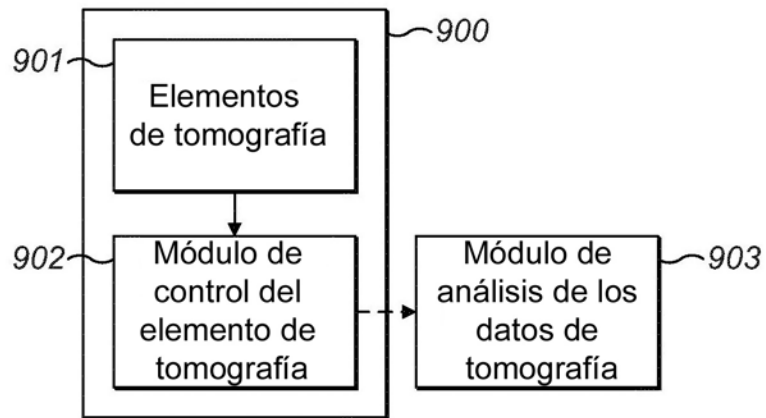 900
901
Elementos
de tomografía
902
Módulo de
control del
elemento de
tomografía
Módulo de
análisis de los
datos de
tomografía
903